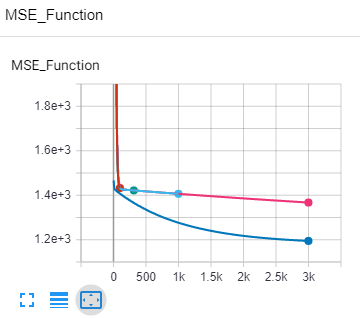 MSE_Function
MSE_Function
1.8e+3
1.6e+3
1.4e+3
1.2e+3
0 500 1k 1.5k 2k 2.5k 3k